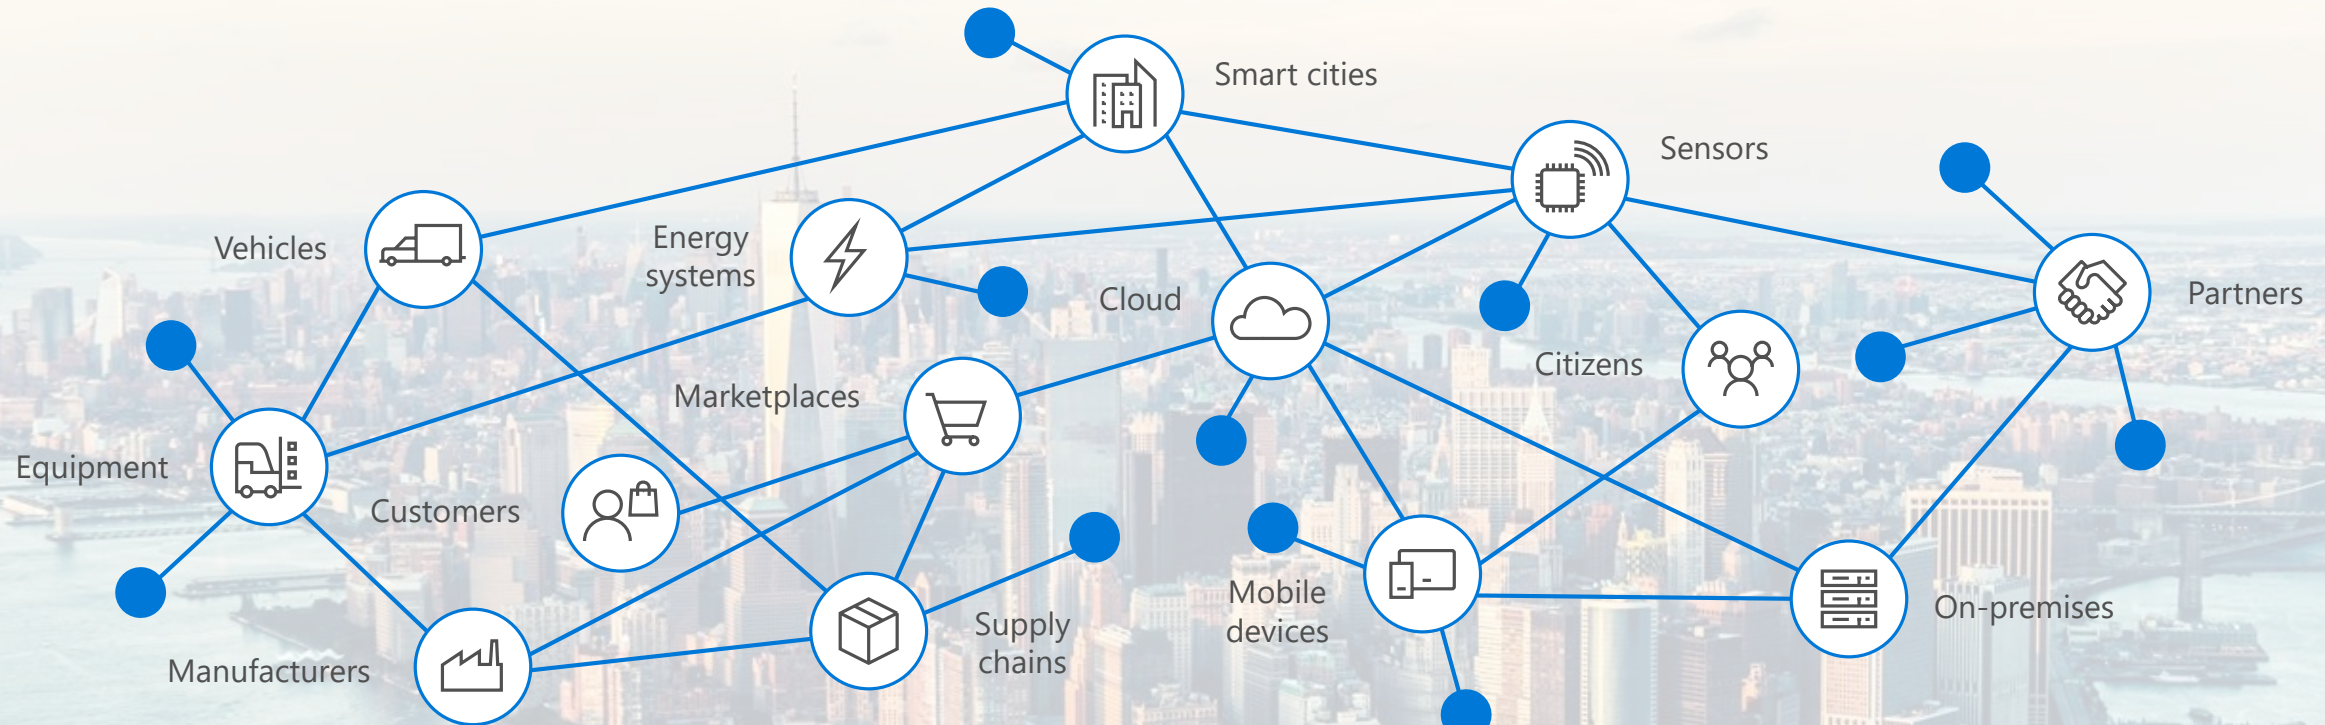 Smart cities
Sensors
Vehicles
Energy
systems
Cloud
Partners
Citizens
Marketplaces
Equipment
Customers
Mobile
devices
On-premises
Supply
chains
Manufacturers